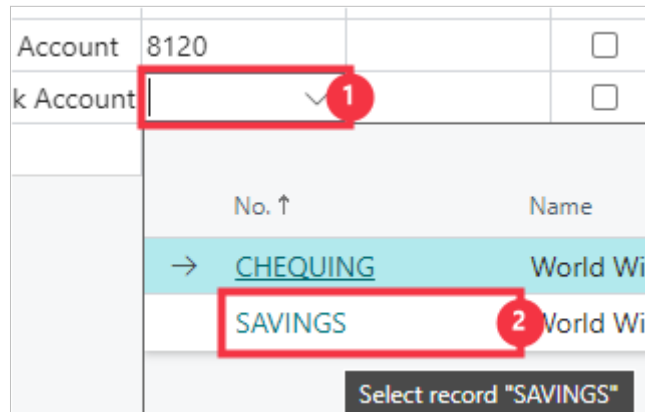 Account 8120
k Account 1
No. ↑ Name
→ CHEQUING World Wi
SAVINGS 2 World Wi
Select record "SAVINGS"